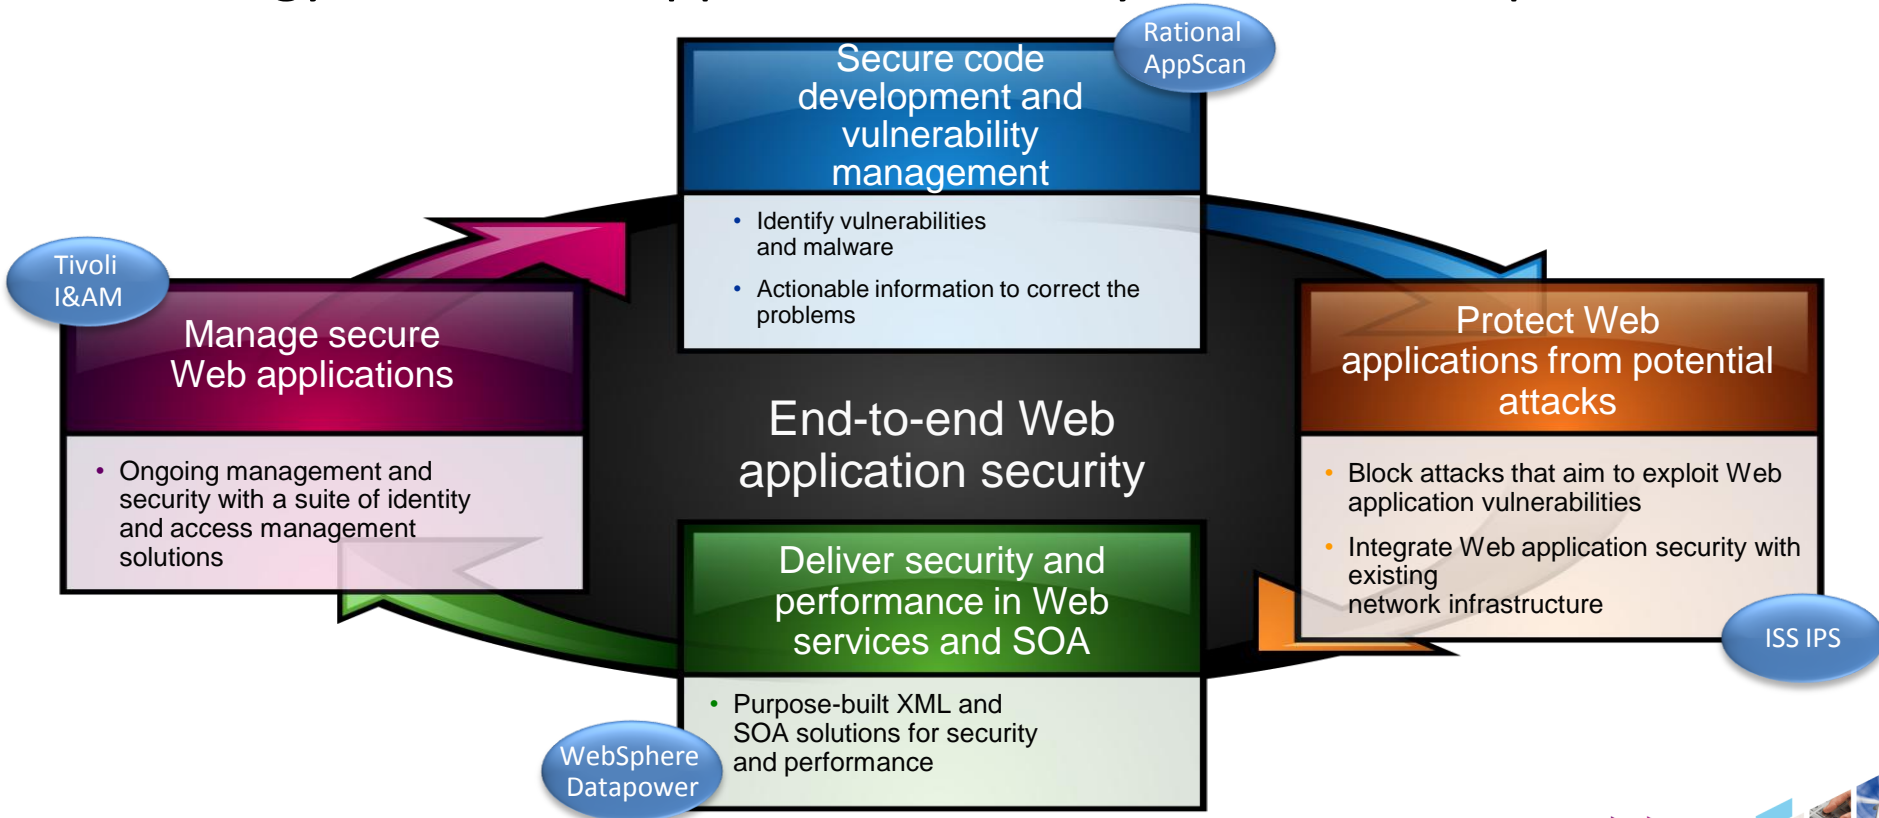 Rational
AppScan
Secure code
development and
vulnerability
management
• Identify vulnerabilities
and malware
• Actionable information to correct the
problems
Tivoli
I&AM
Manage secure
Web applications
• Ongoing management and
security with a suite of identity
and access management
solutions
Protect Web
applications from potential
attacks
• Block attacks that aim to exploit Web
application vulnerabilities
• Integrate Web application security with
existing
network infrastructure
ISS IPS
End-to-end Web
application security
Deliver security and
performance in Web
services and SOA
• Purpose-built XML and
SOA solutions for security
and performance
WebSphere
Datapower